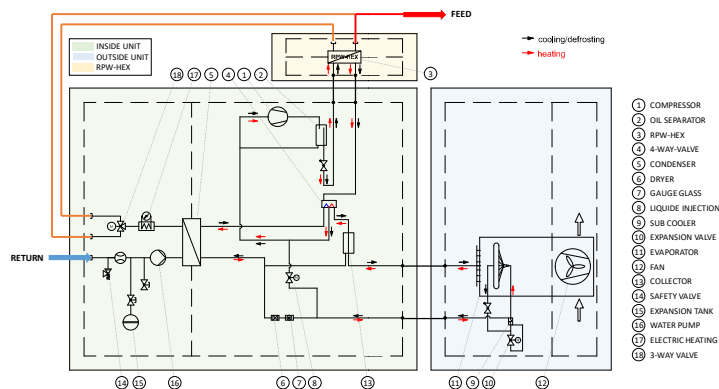 FEED
INSIDE UNIT
OUTSIDE UNIT
RPW-HEX
RPW-HEX
cooling/defrosting
heating
18 17 5 4 1 2
3
RETURN
M
14 15 16 6 7 8 13 11 9 10 12
1 COMPRESSOR
2 OIL SEPARATOR
3 RPW-HEX
4 4-WAY-VALVE
5 CONDENSER
6 DRYER
7 GAUGE GLASS
8 LIQUIDE INJECTION
9 SUB COOLER
10 EXPANSION VALVE
11 EVAPORATOR
12 FAN
13 COLLECTOR
14 SAFETY VALVE
15 EXPANSION TANK
16 WATER PUMP
17 ELECTRIC HEATING
18 3-WAY VALVE